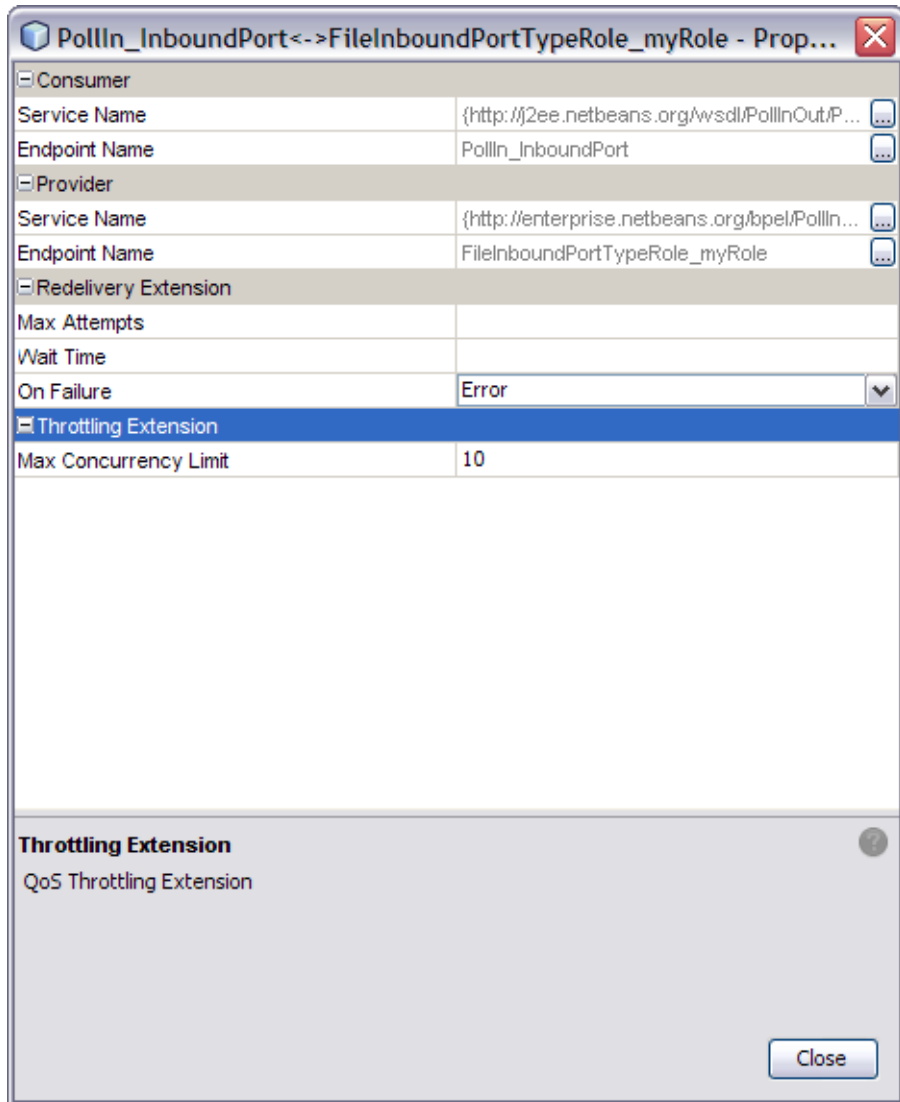 PollIn_InboundPort<->FileInboundPortTypeRole_myRole - Prop...
Consumer
Service Name {http://j2ee.netbeans.org/wsdl/PollInOut/P... ...
Endpoint Name PollIn_InboundPort ...
Provider
Service Name {http://enterprise.netbeans.org/bpel/PollIn... ...
Endpoint Name FileInboundPortTypeRole_myRole ...
Redelivery Extension
Max Attempts
Wait Time
On Failure Error
Throttling Extension
Max Concurrency Limit 10
Throttling Extension ?
QoS Throttling Extension
Close